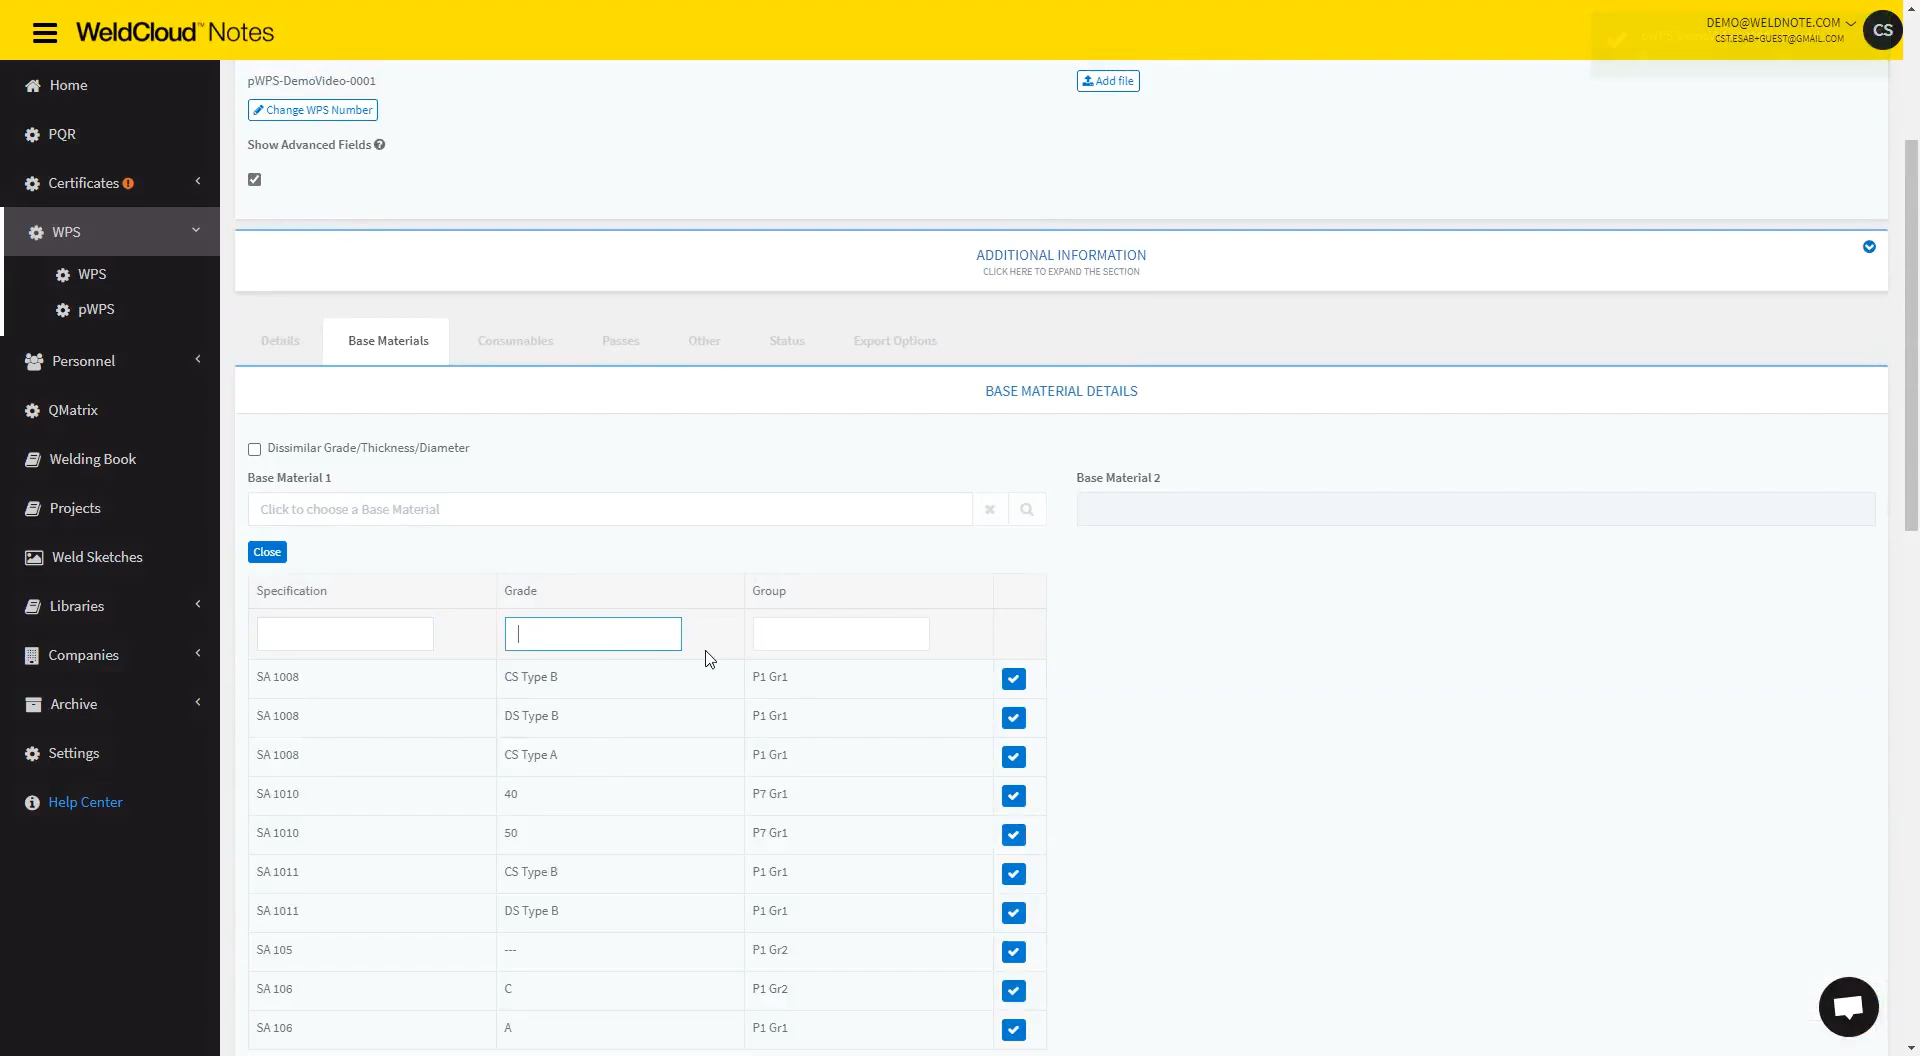 WeldCloud™ Notes
DEMO@WELDNOTE.COM
CST.ESAB+GUEST@GMAIL.COM
CS
Home
PQR
Certificates
WPS
WPS
pWPS
Personnel
QMatrix
Welding Book
Projects
Weld Sketches
Libraries
Companies
Archive
Settings
Help Center
pWPS-DemoVideo-0001
Add file
Change WPS Number
Show Advanced Fields
ADDITIONAL INFORMATION
CLICK HERE TO EXPAND THE SECTION
Details Base Materials Consumables Passes Other Status Export Options
BASE MATERIAL DETAILS
Dissimilar Grade/Thickness/Diameter
Base Material 1 Base Material 2
Click to choose a Base Material
Close
Specification Grade Group
SA 1008 CS Type B P1 Gr1
SA 1008 DS Type B P1 Gr1
SA 1008 CS Type A P1 Gr1
SA 1010 40 P7 Gr1
SA 1010 50 P7 Gr1
SA 1011 CS Type B P1 Gr1
SA 1011 DS Type B P1 Gr1
SA 105 --- P1 Gr2
SA 106 C P1 Gr2
SA 106 A P1 Gr1